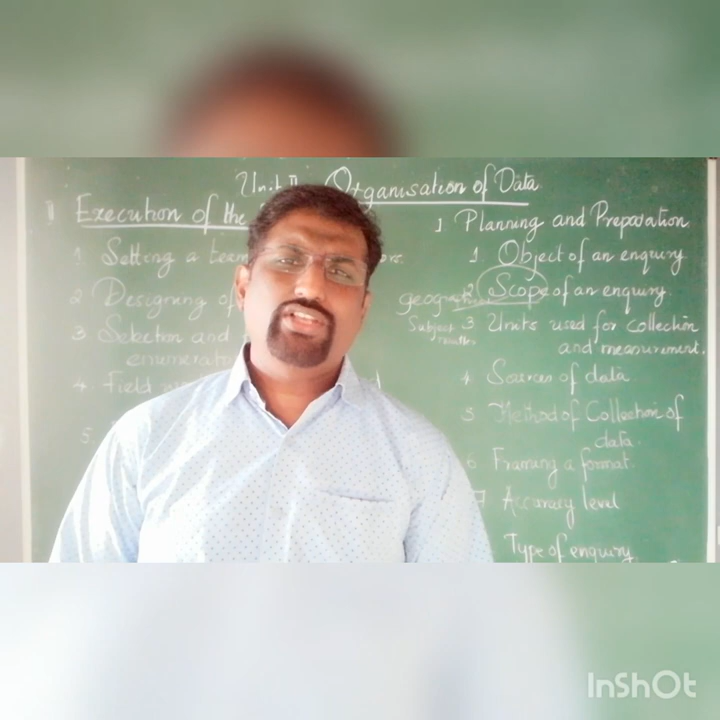 Unit II Organisation of Data
II Execution of the
1 Setting a team
2 Designing of
3 Selection and
enumerat
4. Field
5.
1. Planning and Preparation
1. Object of an enquiry
2 Scope of an enquiry
geographical
Subject
3 Units used for collection
and measurement.
4. Sources of data
5 Method of Collection of
data.
6 Framing a format.
7 Accuracy level
Type of enquiry
InShOt